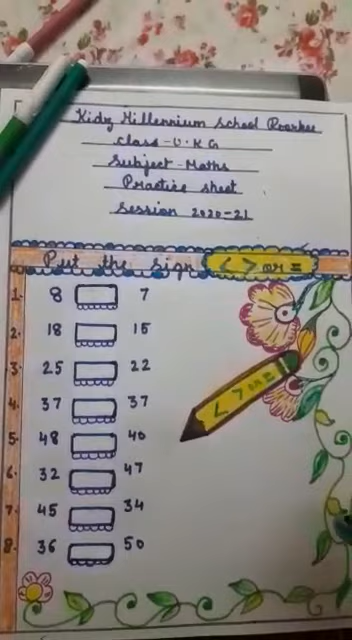 Kidz Millennium School Roorkee
Class-U.K.G
Subject-Maths
Practice sheet
Session 2020-21
Put the sign < > or =
1. 8 7
2. 18 15
3. 25 22
4. 37 37
5. 48 40
6. 32 47
7. 45 34
8. 36 50
< > or =